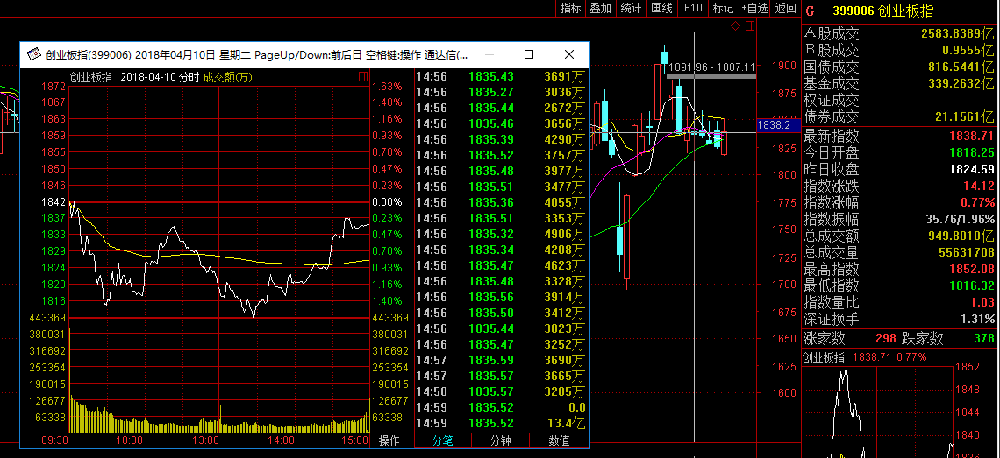 指标 叠加 统计 画线 F10 标记 +自选 返回
G 399006 创业板指
A股成交 2583.8389亿
B股成交 0.9555亿
国债成交 816.5441亿
基金成交 339.2632亿
权证成交
债券成交 21.1561亿
最新指数 1838.71
今日开盘 1818.25
昨日收盘 1824.59
指数涨跌 14.12
指数涨幅 0.77%
指数振幅 35.76/1.96%
总成交额 949.8010亿
总成交量 55631708
最高指数 1852.08
最低指数 1816.32
指数量比 1.03
深证换手 1.31%
涨家数 298 跌家数 378
创业板指 1838.71 0.77%
1852
1848
1844
1840
1836
创业板指(399006) 2018年04月10日 星期二 PageUp/Down:前后日 空格键:操作 通达信(...
创业板指 2018-04-10 分时 成交额(万)
1872 1.63%
1867 1.40%
1863 1.16%
1859 0.93%
1855 0.70%
1850 0.47%
1846 0.23%
1842 0.00%
1837 0.23%
1833 0.47%
1829 0.70%
1824 0.93%
1820 1.16%
1816 1.40%
443369 443369
380031 380031
316692 316692
253354 253354
190015 190015
126677 126677
63338 63338
09:30 10:30 13:00 14:00 15:00 操作
14:56 1835.43 3691万
14:56 1835.27 3036万
14:56 1835.44 2672万
14:56 1835.46 3656万
14:56 1835.39 4290万
14:56 1835.52 3757万
14:56 1835.48 3977万
14:56 1835.51 3477万
14:56 1835.36 4055万
14:56 1835.51 3353万
14:56 1835.32 4906万
14:56 1835.34 4208万
14:56 1835.47 4623万
14:56 1835.48 3328万
14:56 1835.56 3914万
14:56 1835.50 3412万
14:56 1835.44 3823万
14:56 1835.47 3252万
14:57 1835.59 3690万
14:57 1835.57 3665万
14:58 1835.57 3285万
14:59 1835.52 0.0
14:59 1835.52 13.4亿
分笔 分钟 数值
1891.96 - 1887.11
1900
1875
1850
1838.2
1825
1800
1775
1750
1725
1700
1675
1650
1625
1600